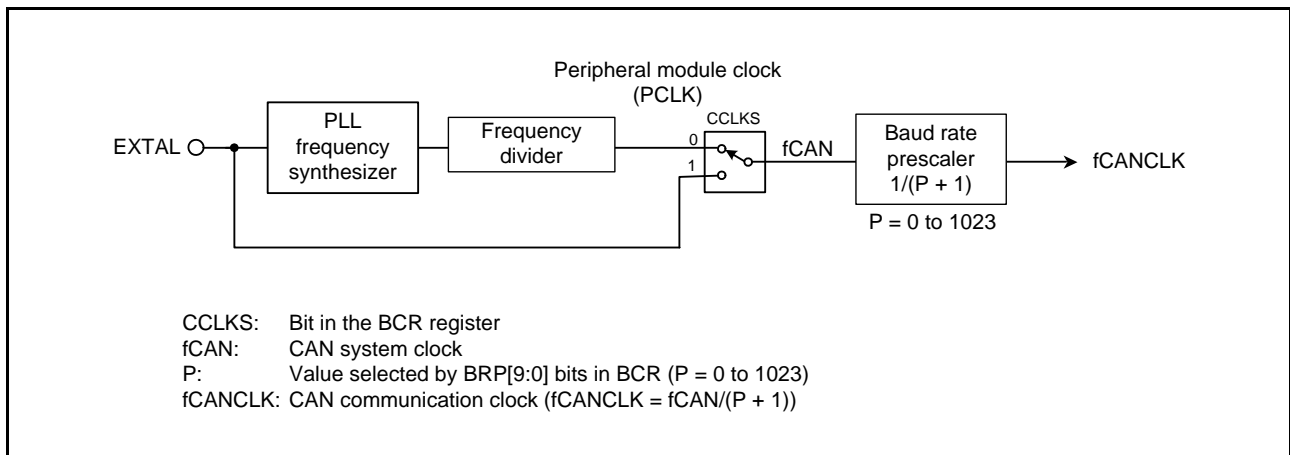 Peripheral module clock
(PCLK)
EXTAL
PLL
frequency
synthesizer
Frequency
divider
CCLKS
0
1
fCAN
Baud rate
prescaler
1/(P + 1)
fCANCLK
P = 0 to 1023
CCLKS: Bit in the BCR register
fCAN: CAN system clock
P: Value selected by BRP[9:0] bits in BCR (P = 0 to 1023)
fCANCLK: CAN communication clock (fCANCLK = fCAN/(P + 1))